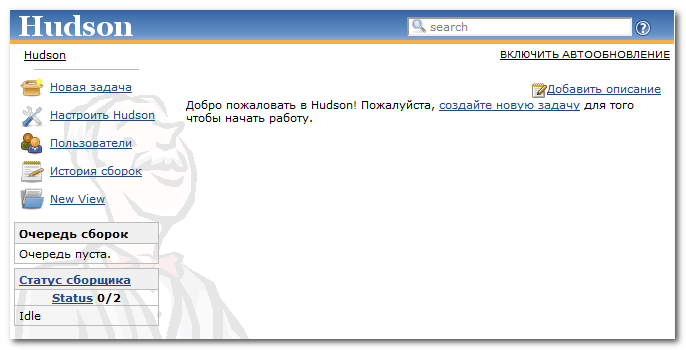 Hudson
search
Hudson
ВКЛЮЧИТЬ АВТООБНОВЛЕНИЕ
Новая задача
Настроить Hudson
Пользователи
История сборок
New View
Очередь сборок
Очередь пуста.
Статус сборщика
Status 0/2
Idle
Добавить описание
Добро пожаловать в Hudson! Пожалуйста, создайте новую задачу для того
чтобы начать работу.